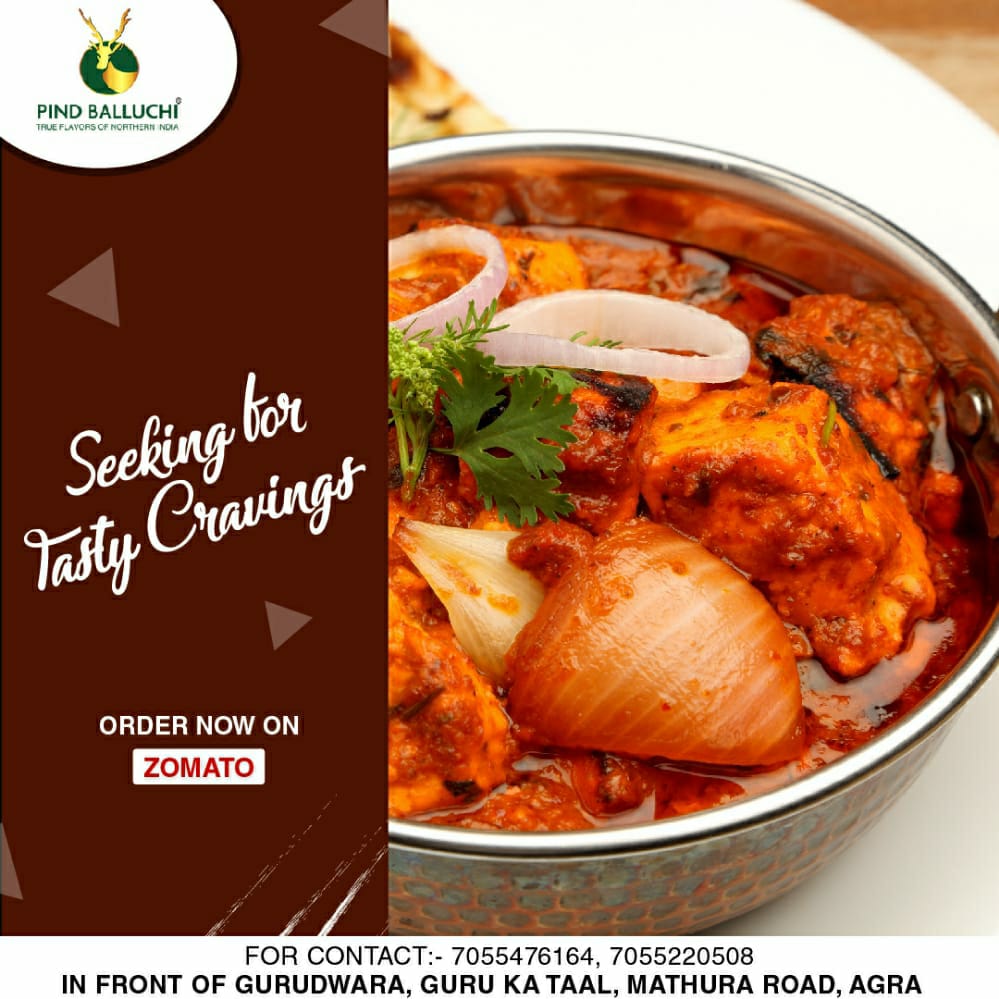 PIND BALLUCHI®
TRUE FLAVORS OF NORTHERN INDIA
Seeking for
Tasty Cravings
ORDER NOW ON
ZOMATO
FOR CONTACT:- 7055476164, 7055220508
IN FRONT OF GURUDWARA, GURU KA TAAL, MATHURA ROAD, AGRA